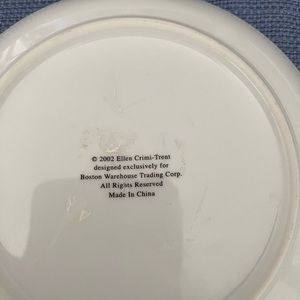 © 2002 Ellen Crimi-Trent
designed exclusively for
Boston Warehouse Trading Corp.
All Rights Reserved
Made In China